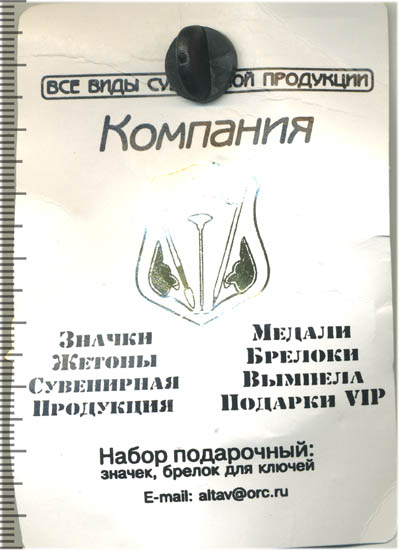 ВСЕ ВИДЫ ПРОДУКЦИИ
Компания
Значки
Жетоны
Сувенирная
Продукция
Медали
Брелоки
Вымпела
Подарки VIP
Набор подарочный:
значек, брелок для ключей
E-mail: altav@orc.ru